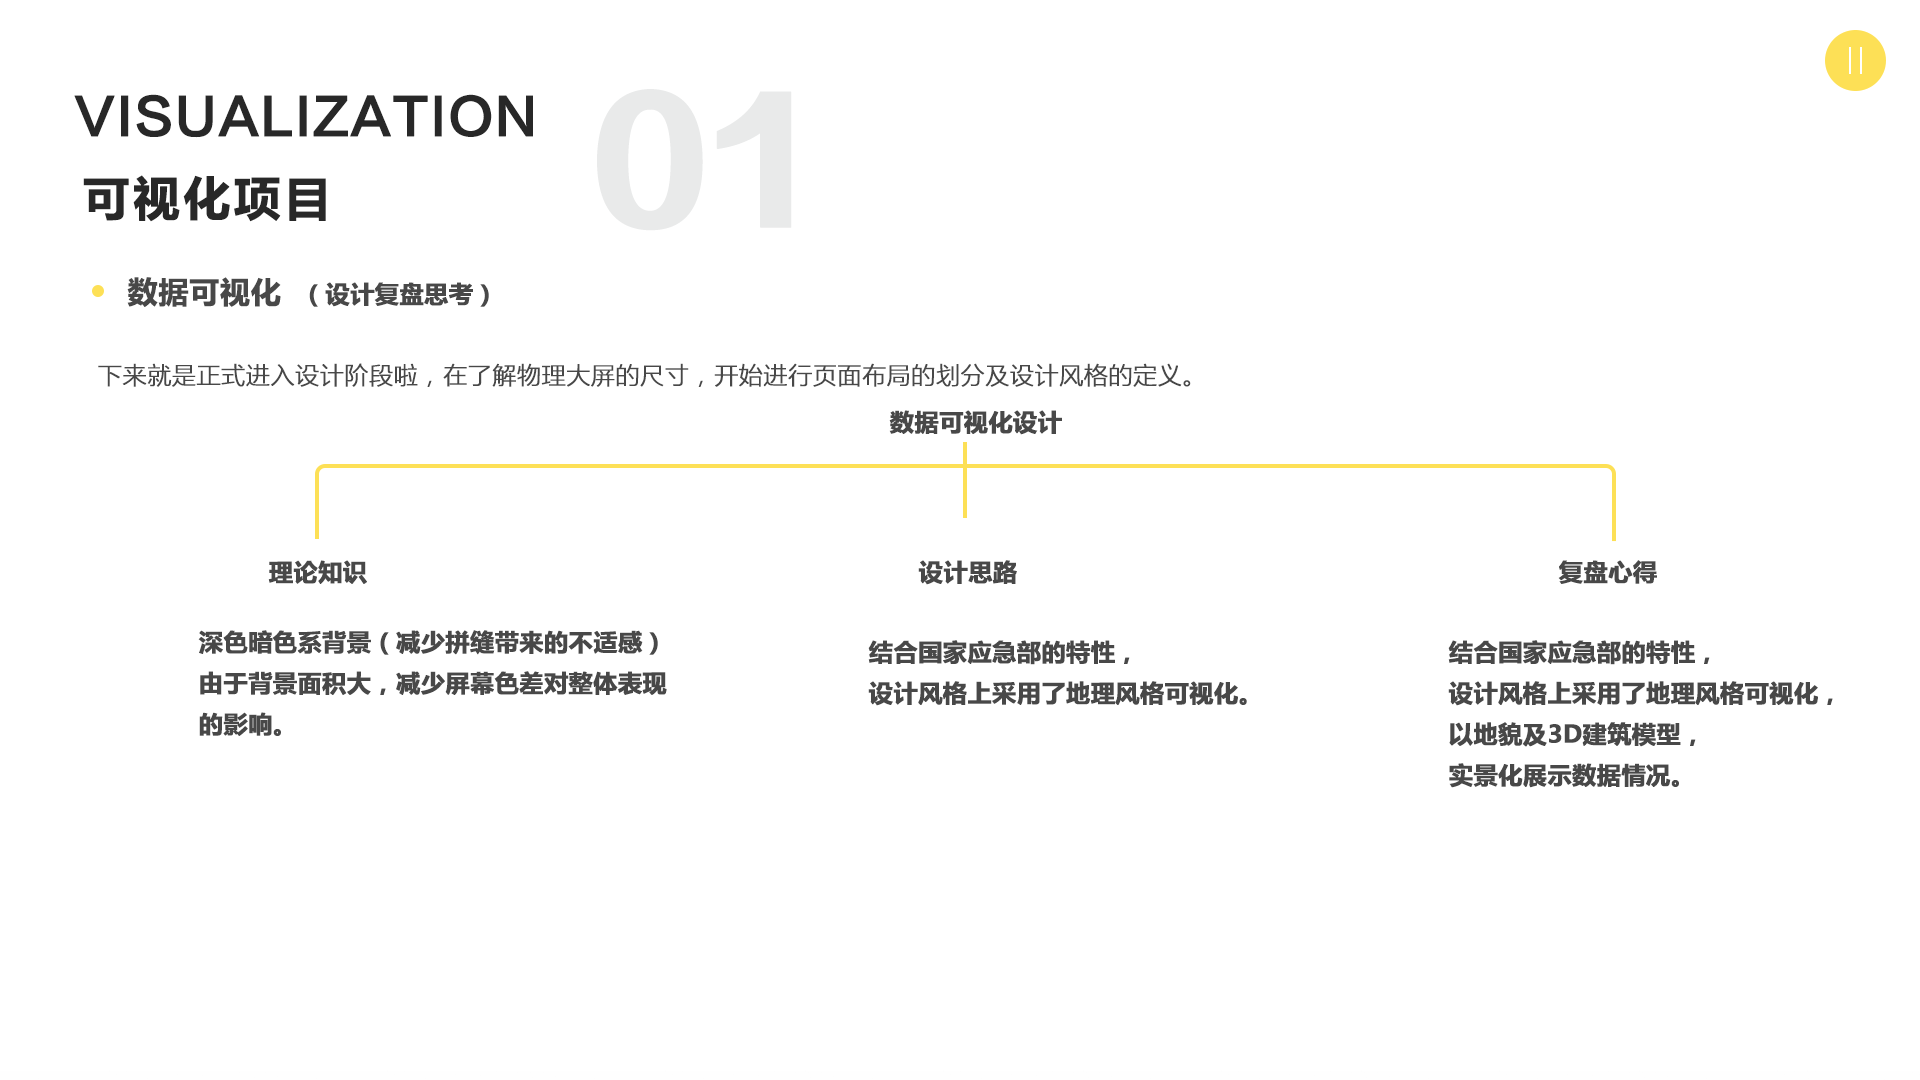 VISUALIZATION
01
可视化项目
数据可视化 （设计复盘思考）
下来就是正式进入设计阶段啦，在了解物理大屏的尺寸，开始进行页面布局的划分及设计风格的定义。
数据可视化设计
理论知识
深色暗色系背景（减少拼缝带来的不适感）
由于背景面积大，减少屏幕色差对整体表现
的影响。
设计思路
结合国家应急部的特性，
设计风格上采用了地理风格可视化。
复盘心得
结合国家应急部的特性，
设计风格上采用了地理风格可视化，
以地貌及3D建筑模型，
实景化展示数据情况。